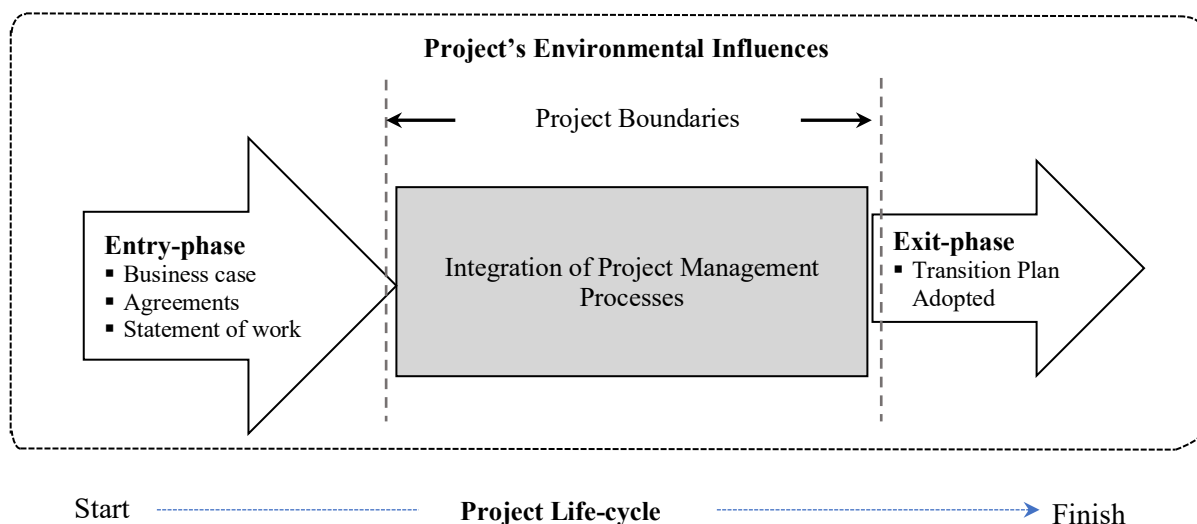 Project's Environmental Influences
Project Boundaries
Entry-phase
▪ Business case
▪ Agreements
▪ Statement of work
Integration of Project Management
Processes
Exit-phase
▪ Transition Plan
Adopted
Start
Project Life-cycle
Finish